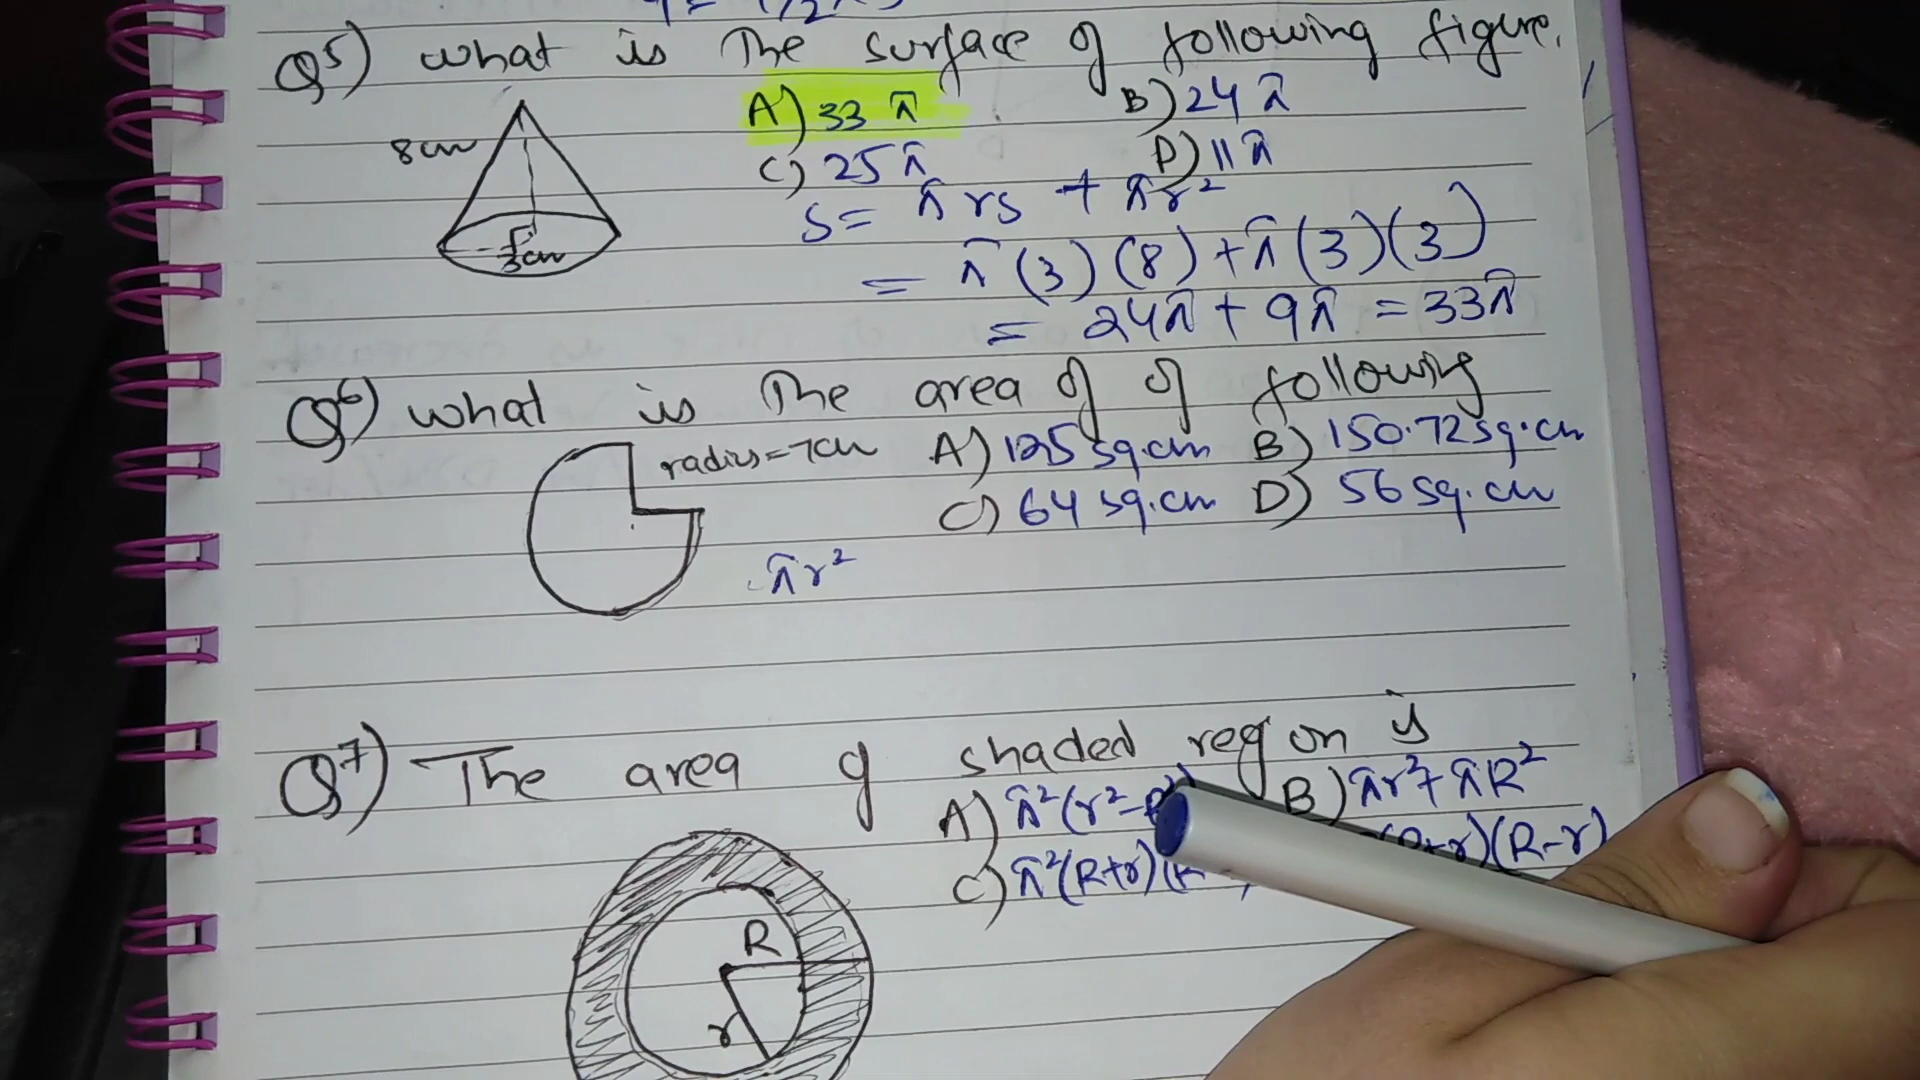 Q5) what is The surface of following figure.
A) 33 π B) 24 π
8cm
C) 25 π D) 11 π
S = π rs + π r²
3cm
= π (3) (8) + π (3)(3)
= 24π + 9π = 33π
Q6) what is The area of of following
radius=7cm A) 125 sq.cm B) 150.72 sq.cm
C) 64 sq.cm D) 56 sq.cm
πr²
Q7) The area of shaded region is
A) π²(r²- B) πr²+πR²
C) π²(R+r) (R-r)
R
r